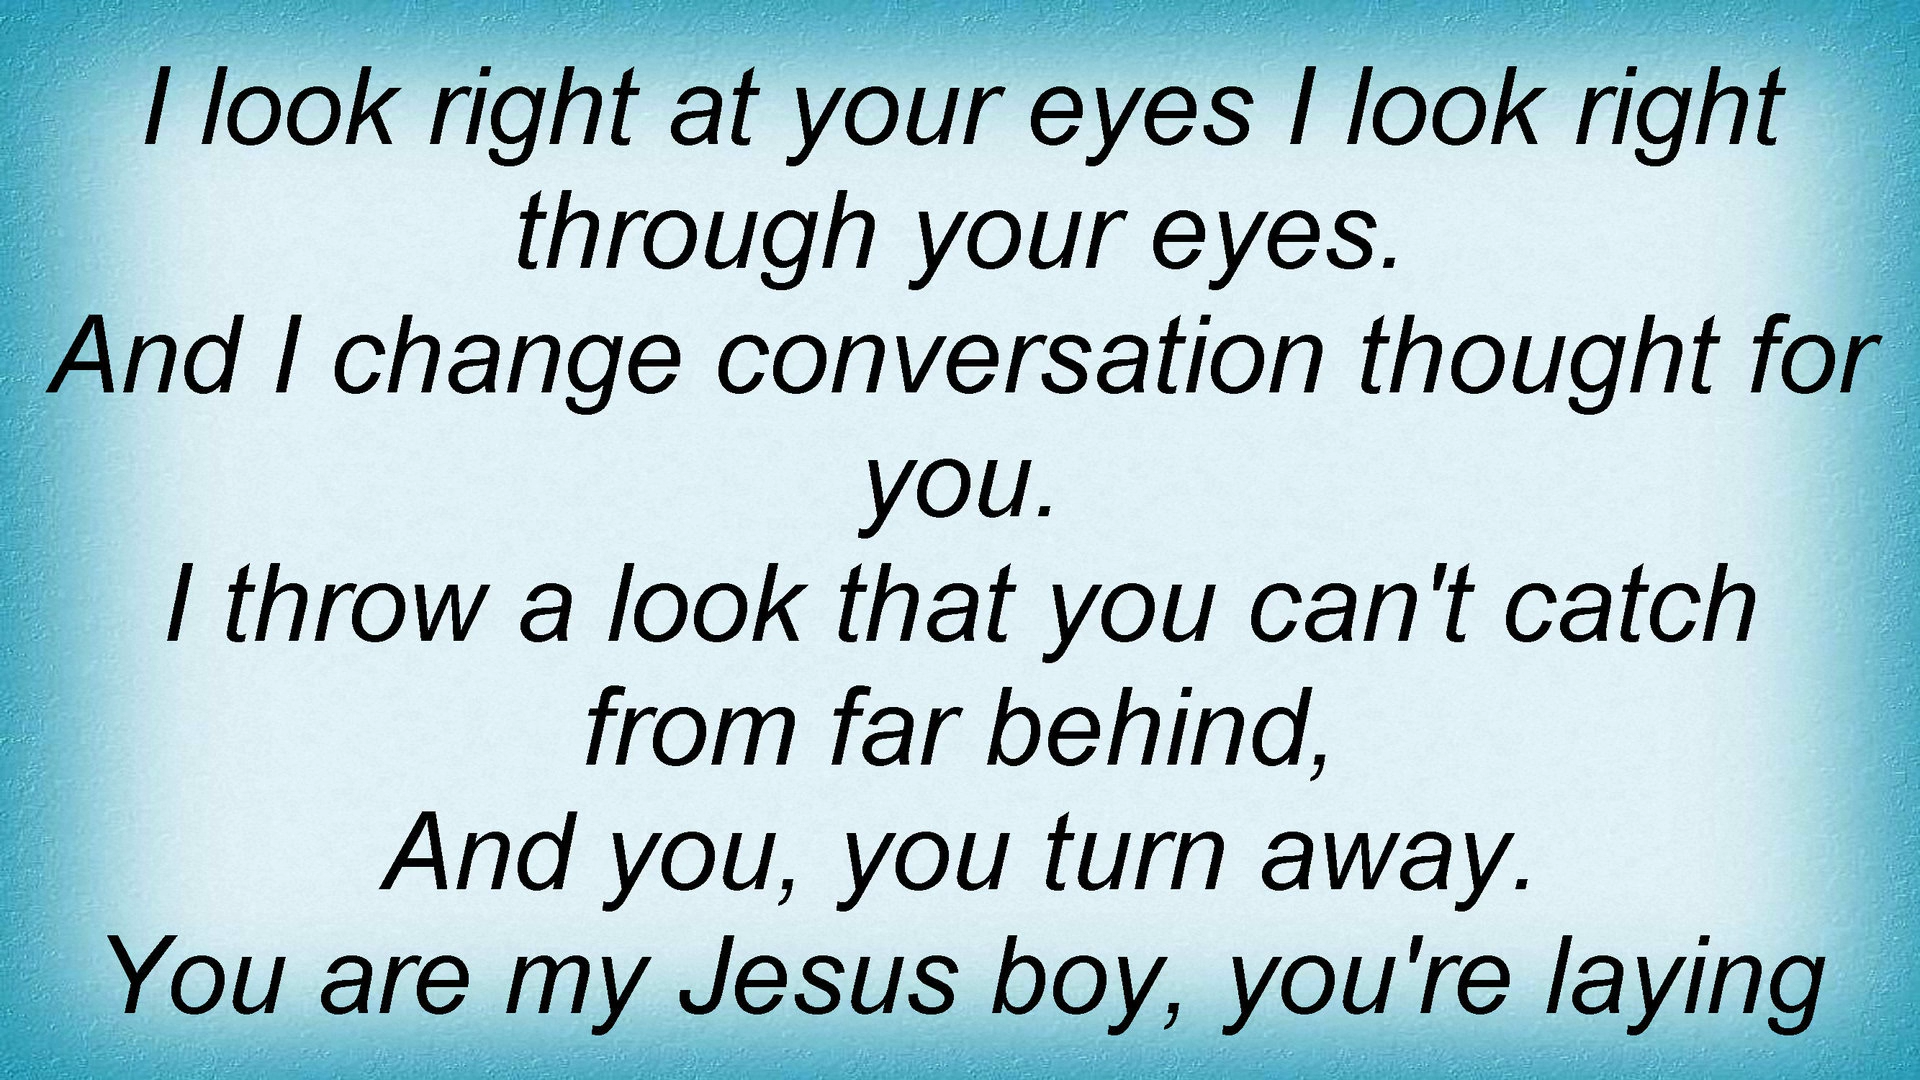 I look right at your eyes I look right
through your eyes.
And I change conversation thought for
you.
I throw a look that you can't catch
from far behind,
And you, you turn away.
You are my Jesus boy, you're laying